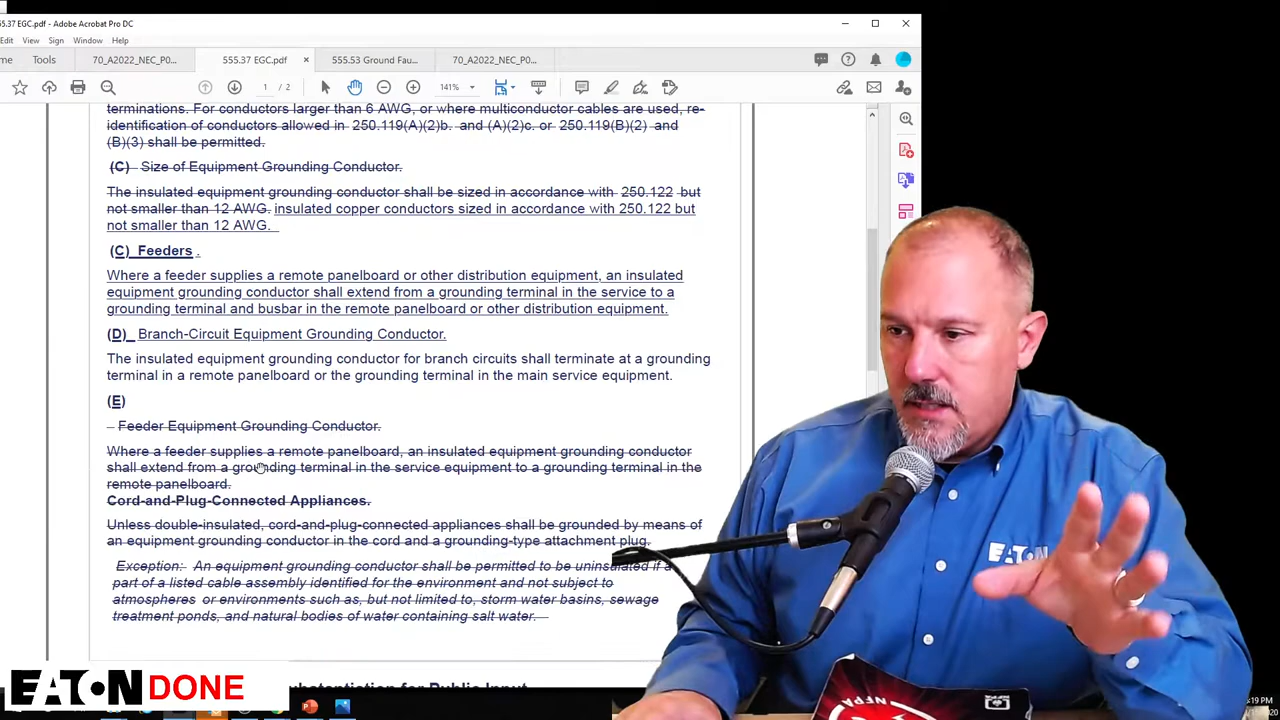 555.37 EGC.pdf - Adobe Acrobat Pro DC
Edit View Sign Window Help
me Tools 70_A2022_NEC_P0... 555.37 EGC.pdf × 555.53 Ground Fau... 70_A2022_NEC_P0...
1 / 2 141%
terminations. For conductors larger than 6 AWG, or where multiconductor cables are used, re-
identification of conductors allowed in 250.119(A)(2)b. and (A)(2)c. or 250.119(B)(2) and
(B)(3) shall be permitted.
(C) Size of Equipment Grounding Conductor.
The insulated equipment grounding conductor shall be sized in accordance with 250.122 but
not smaller than 12 AWG. insulated copper conductors sized in accordance with 250.122 but
not smaller than 12 AWG.
(C) Feeders .
Where a feeder supplies a remote panelboard or other distribution equipment, an insulated
equipment grounding conductor shall extend from a grounding terminal in the service to a
grounding terminal and busbar in the remote panelboard or other distribution equipment.
(D) Branch-Circuit Equipment Grounding Conductor.
The insulated equipment grounding conductor for branch circuits shall terminate at a grounding
terminal in a remote panelboard or the grounding terminal in the main service equipment.
(E)
Feeder Equipment Grounding Conductor.
Where a feeder supplies a remote panelboard, an insulated equipment grounding conductor
shall extend from a grounding terminal in the service equipment to a grounding terminal in the
remote panelboard.
Cord-and-Plug-Connected Appliances.
Unless double-insulated, cord-and-plug-connected appliances shall be grounded by means of
an equipment grounding conductor in the cord and a grounding-type attachment plug.
Exception: An equipment grounding conductor shall be permitted to be uninsulated if a
part of a listed cable assembly identified for the environment and not subject to
atmospheres or environments such as, but not limited to, storm water basins, sewage
treatment ponds, and natural bodies of water containing salt water.
for Public Input
EATON
EATON DONE
NFPA